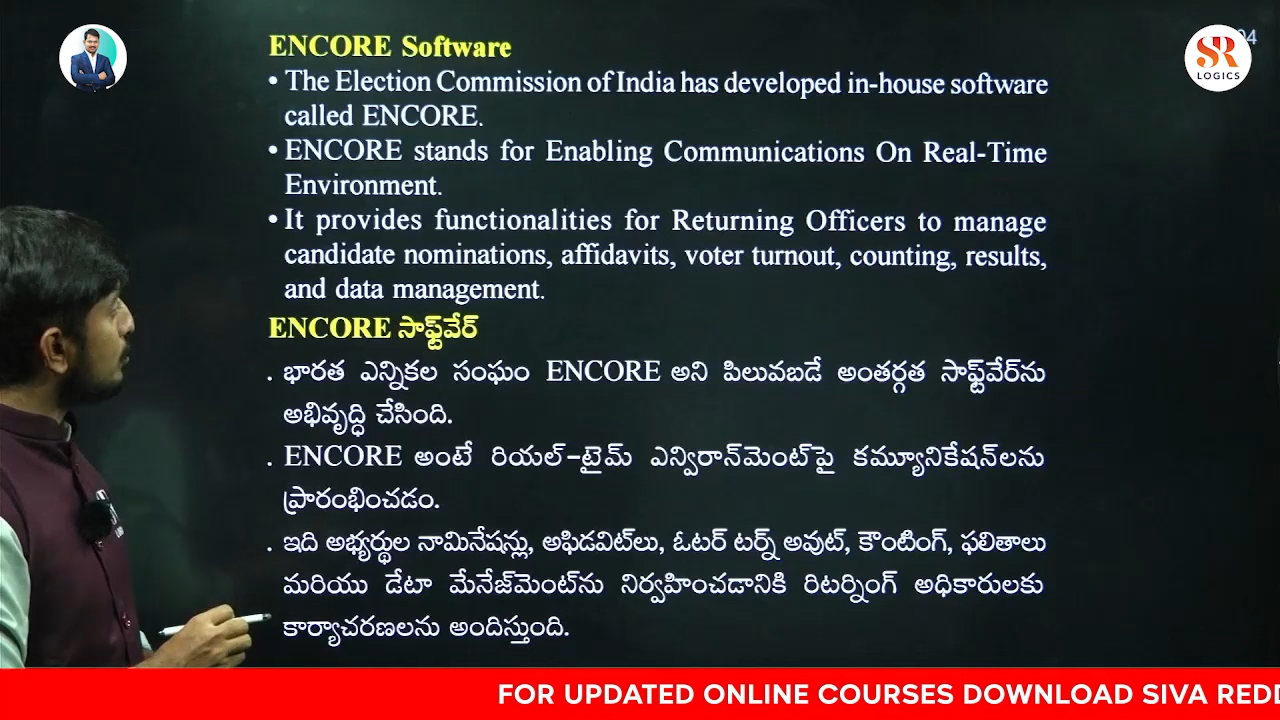 ENCORE Software
• The Election Commission of India has developed in-house software
called ENCORE.
• ENCORE stands for Enabling Communications On Real-Time
Environment.
• It provides functionalities for Returning Officers to manage
candidate nominations, affidavits, voter turnout, counting, results,
and data management.
ENCORE సాఫ్ట్‌వేర్
. భారత ఎన్నికల సంఘం ENCORE అని పిలువబడే అంతర్గత సాఫ్ట్‌వేర్‌ను
అభివృద్ధి చేసింది.
. ENCORE అంటే రియల్-టైమ్ ఎన్విరాన్‌మెంట్‌పై కమ్యూనికేషన్‌లను
ప్రారంభించడం.
. ఇది అభ్యర్థుల నామినేషన్లు, అఫిడవిట్‌లు, ఓటర్ టర్న్ అవుట్, కౌంటింగ్, ఫలితాలు
మరియు డేటా మేనేజ్‌మెంట్‌ను నిర్వహించడానికి రిటర్నింగ్ అధికారులకు
కార్యాచరణలను అందిస్తుంది.
SR
LOGICS
FOR UPDATED ONLINE COURSES DOWNLOAD SIVA